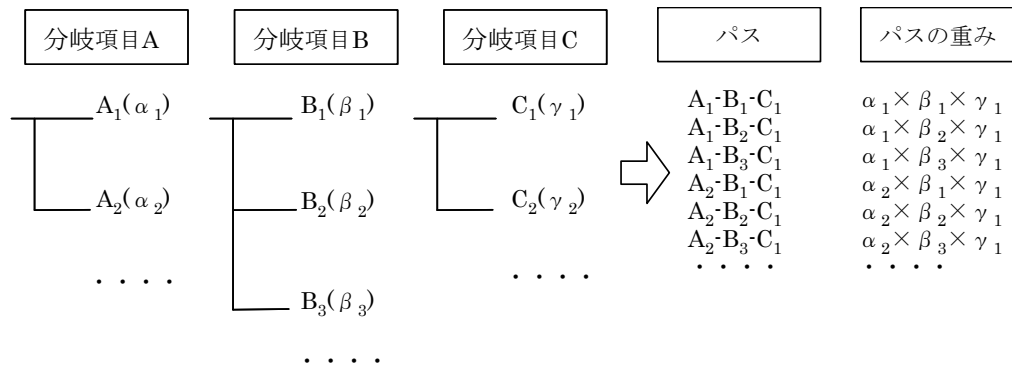 分岐項目A
分岐項目B
分岐項目C
パス
パスの重み
A₁(α₁)
B₁(β₁)
C₁(γ₁)
A₂(α₂)
B₂(β₂)
C₂(γ₂)
・・・・
B₃(β₃)
・・・・
・・・・
A₁-B₁-C₁
A₁-B₂-C₁
A₁-B₃-C₁
A₂-B₁-C₁
A₂-B₂-C₁
A₂-B₃-C₁
・・・・
α₁×β₁×γ₁
α₁×β₂×γ₁
α₁×β₃×γ₁
α₂×β₁×γ₁
α₂×β₂×γ₁
α₂×β₃×γ₁
・・・・